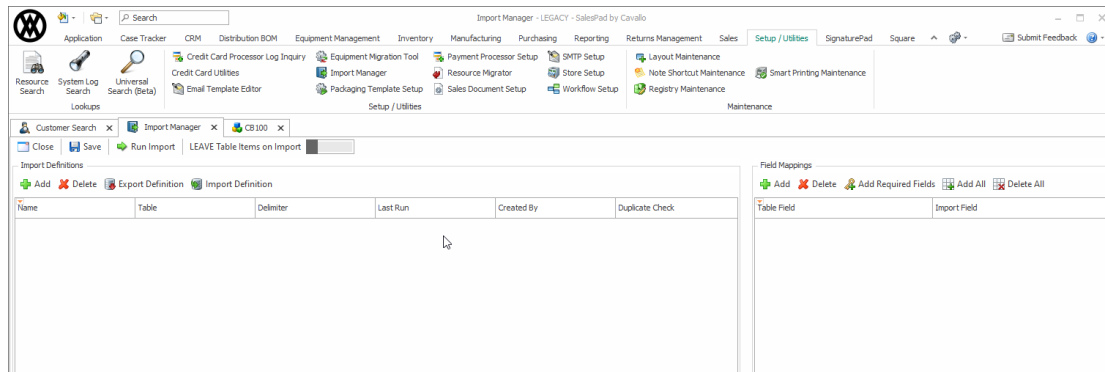 Import Manager - LEGACY - SalesPad by Cavallo
Search
Application Case Tracker CRM Distribution BOM Equipment Management Inventory Manufacturing Purchasing Reporting Returns Management Sales Setup / Utilities SignaturePad Square Submit Feedback
Credit Card Processor Log Inquiry Equipment Migration Tool Payment Processor Setup SMTP Setup Layout Maintenance
Credit Card Utilities Import Manager Resource Migrator Store Setup Note Shortcut Maintenance Smart Printing Maintenance
Resource Search System Log Search Universal Search (Beta) Email Template Editor Packaging Template Setup Sales Document Setup Workflow Setup Registry Maintenance
Lookups Setup / Utilities Maintenance
Customer Search x Import Manager x CB100 x
Close Save Run Import LEAVE Table Items on Import
Import Definitions Field Mappings
Add Delete Export Definition Import Definition Add Delete Add Required Fields Add All Delete All
Name Table Delimiter Last Run Created By Duplicate Check Table Field Import Field